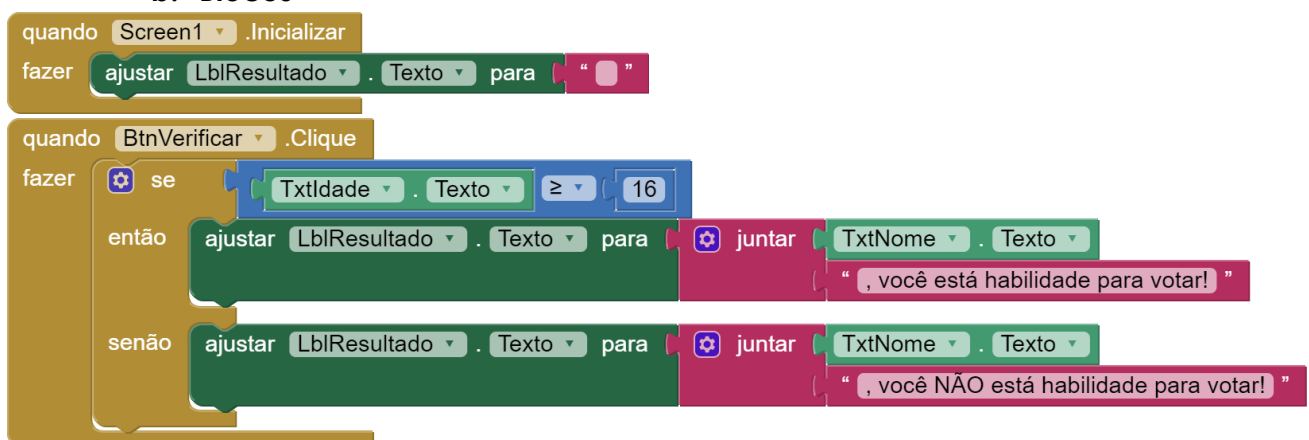 quando Screen1 .Inicializar
fazer ajustar LblResultado . Texto para “ ”
quando BtnVerificar .Clique
fazer se TxtIdade . Texto ≥ 16
então ajustar LblResultado . Texto para juntar TxtNome . Texto
“ , você está habilidade para votar! ”
senão ajustar LblResultado . Texto para juntar TxtNome . Texto
“ , você NÃO está habilidade para votar! ”